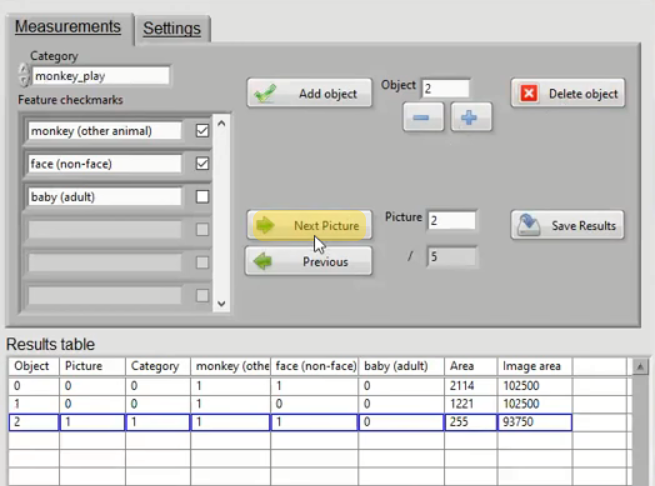 Measurements Settings
Category
monkey_play
Feature checkmarks
monkey (other animal)
face (non-face)
baby (adult)
Add object
Object 2
Delete object
Next Picture
Picture 2
Save Results
Previous
/ 5
Results table
Object Picture Category monkey (othe face (non-face) baby (adult) Area Image area
0 0 0 1 1 0 2114 102500
1 0 0 1 0 0 1221 102500
2 1 1 1 1 0 255 93750